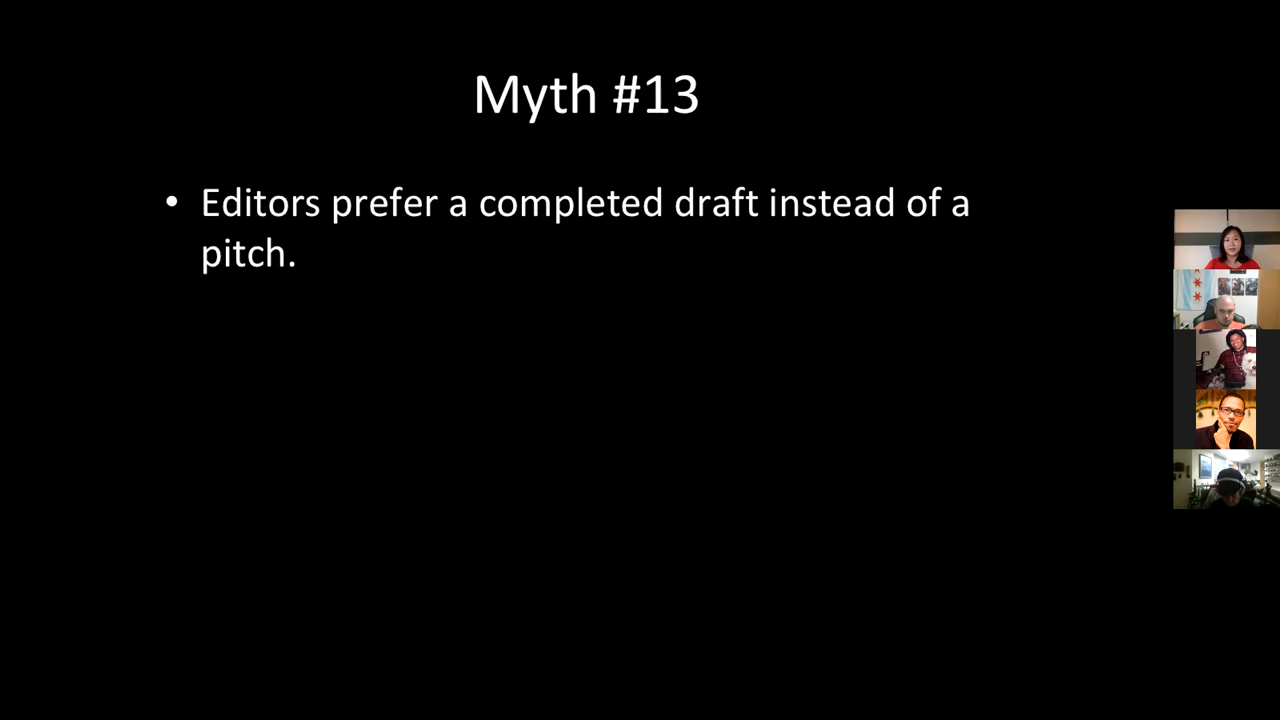 Myth #13
• Editors prefer a completed draft instead of a
pitch.